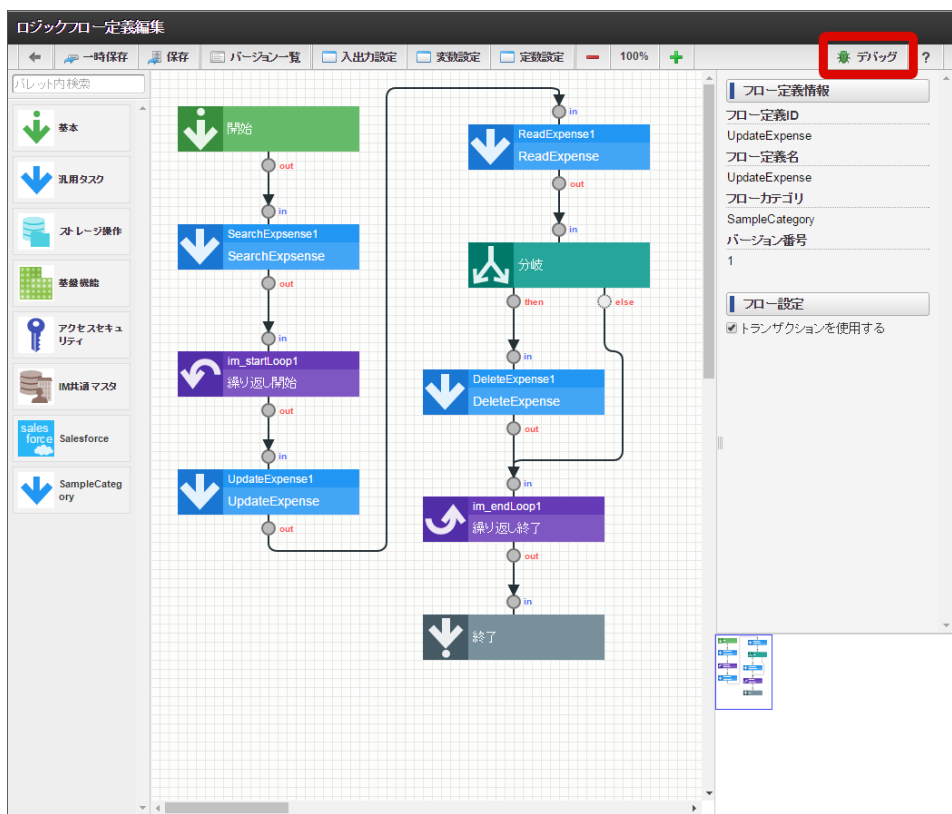 ロジックフロー定義編集
一時保存 保存 バージョン一覧 入出力設定 変数設定 定数設定 100% デバッグ ?
パレット内検索
基本
汎用タスク
ストレージ操作
基盤機能
アクセスセキュ
リティ
IM共通マスタ
sales
force
Salesforce
SampleCateg
ory
開始
out
in
SearchExpsense1
SearchExpsense
out
in
im_startLoop1
繰り返し開始
out
in
UpdateExpense1
UpdateExpense
out
in
ReadExpense1
ReadExpense
out
in
分岐
then else
in
DeleteExpense1
DeleteExpense
out
in
im_endLoop1
繰り返し終了
out
in
終了
フロー定義情報
フロー定義ID
UpdateExpense
フロー定義名
UpdateExpense
フローカテゴリ
SampleCategory
バージョン番号
1
フロー設定
トランザクションを使用する